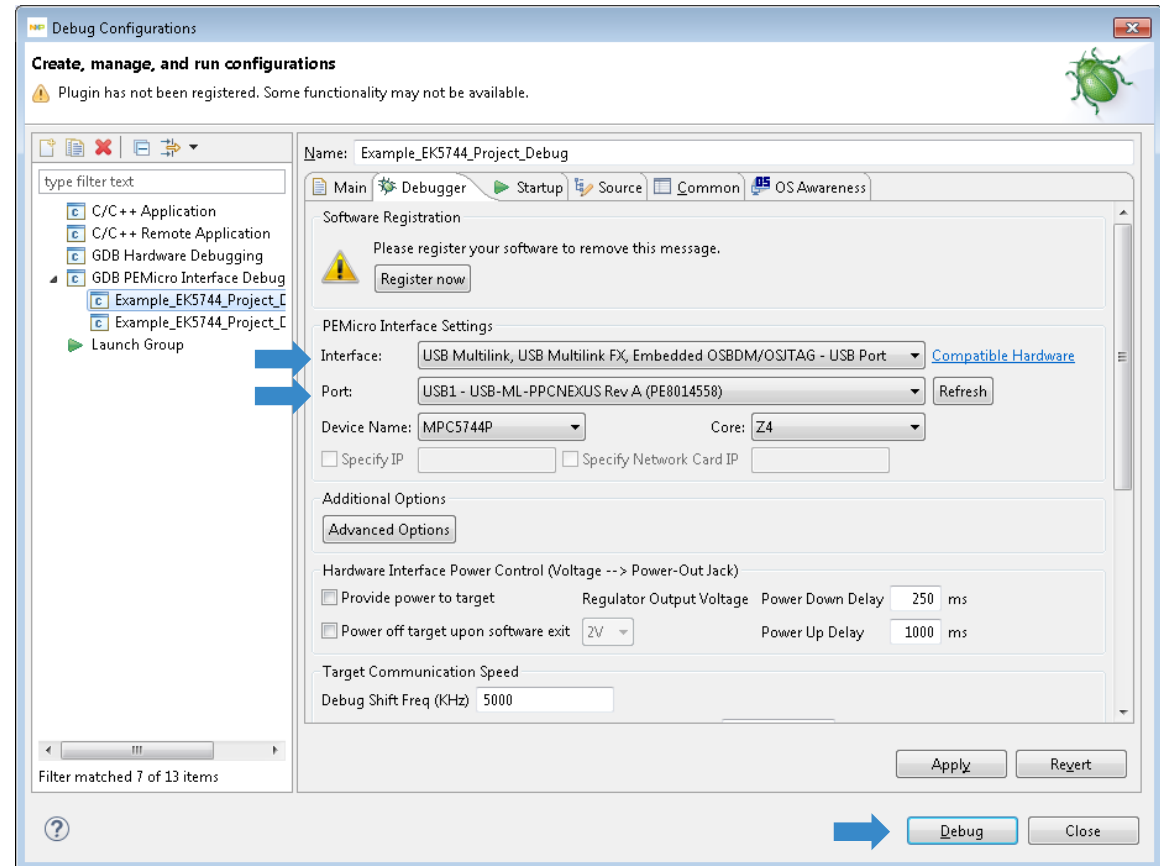 NXP Debug Configurations
Create, manage, and run configurations
Plugin has not been registered. Some functionality may not be available.
type filter text
C/C++ Application
C/C++ Remote Application
GDB Hardware Debugging
GDB PEMicro Interface Debug
Example_EK5744_Project_D
Example_EK5744_Project_D
Launch Group
Filter matched 7 of 13 items
Name: Example_EK5744_Project_Debug
Main Debugger Startup Source Common OS Awareness
Software Registration
Please register your software to remove this message.
Register now
PEMicro Interface Settings
Interface: USB Multilink, USB Multilink FX, Embedded OSBDM/OSJTAG - USB Port Compatible Hardware
Port: USB1 - USB-ML-PPCNEXUS Rev A (PE8014558) Refresh
Device Name: MPC5744P Core: Z4
Specify IP Specify Network Card IP
Additional Options
Advanced Options
Hardware Interface Power Control (Voltage --> Power-Out Jack)
Provide power to target Regulator Output Voltage Power Down Delay 250 ms
Power off target upon software exit 2V Power Up Delay 1000 ms
Target Communication Speed
Debug Shift Freq (KHz) 5000
Apply Revert
Debug Close